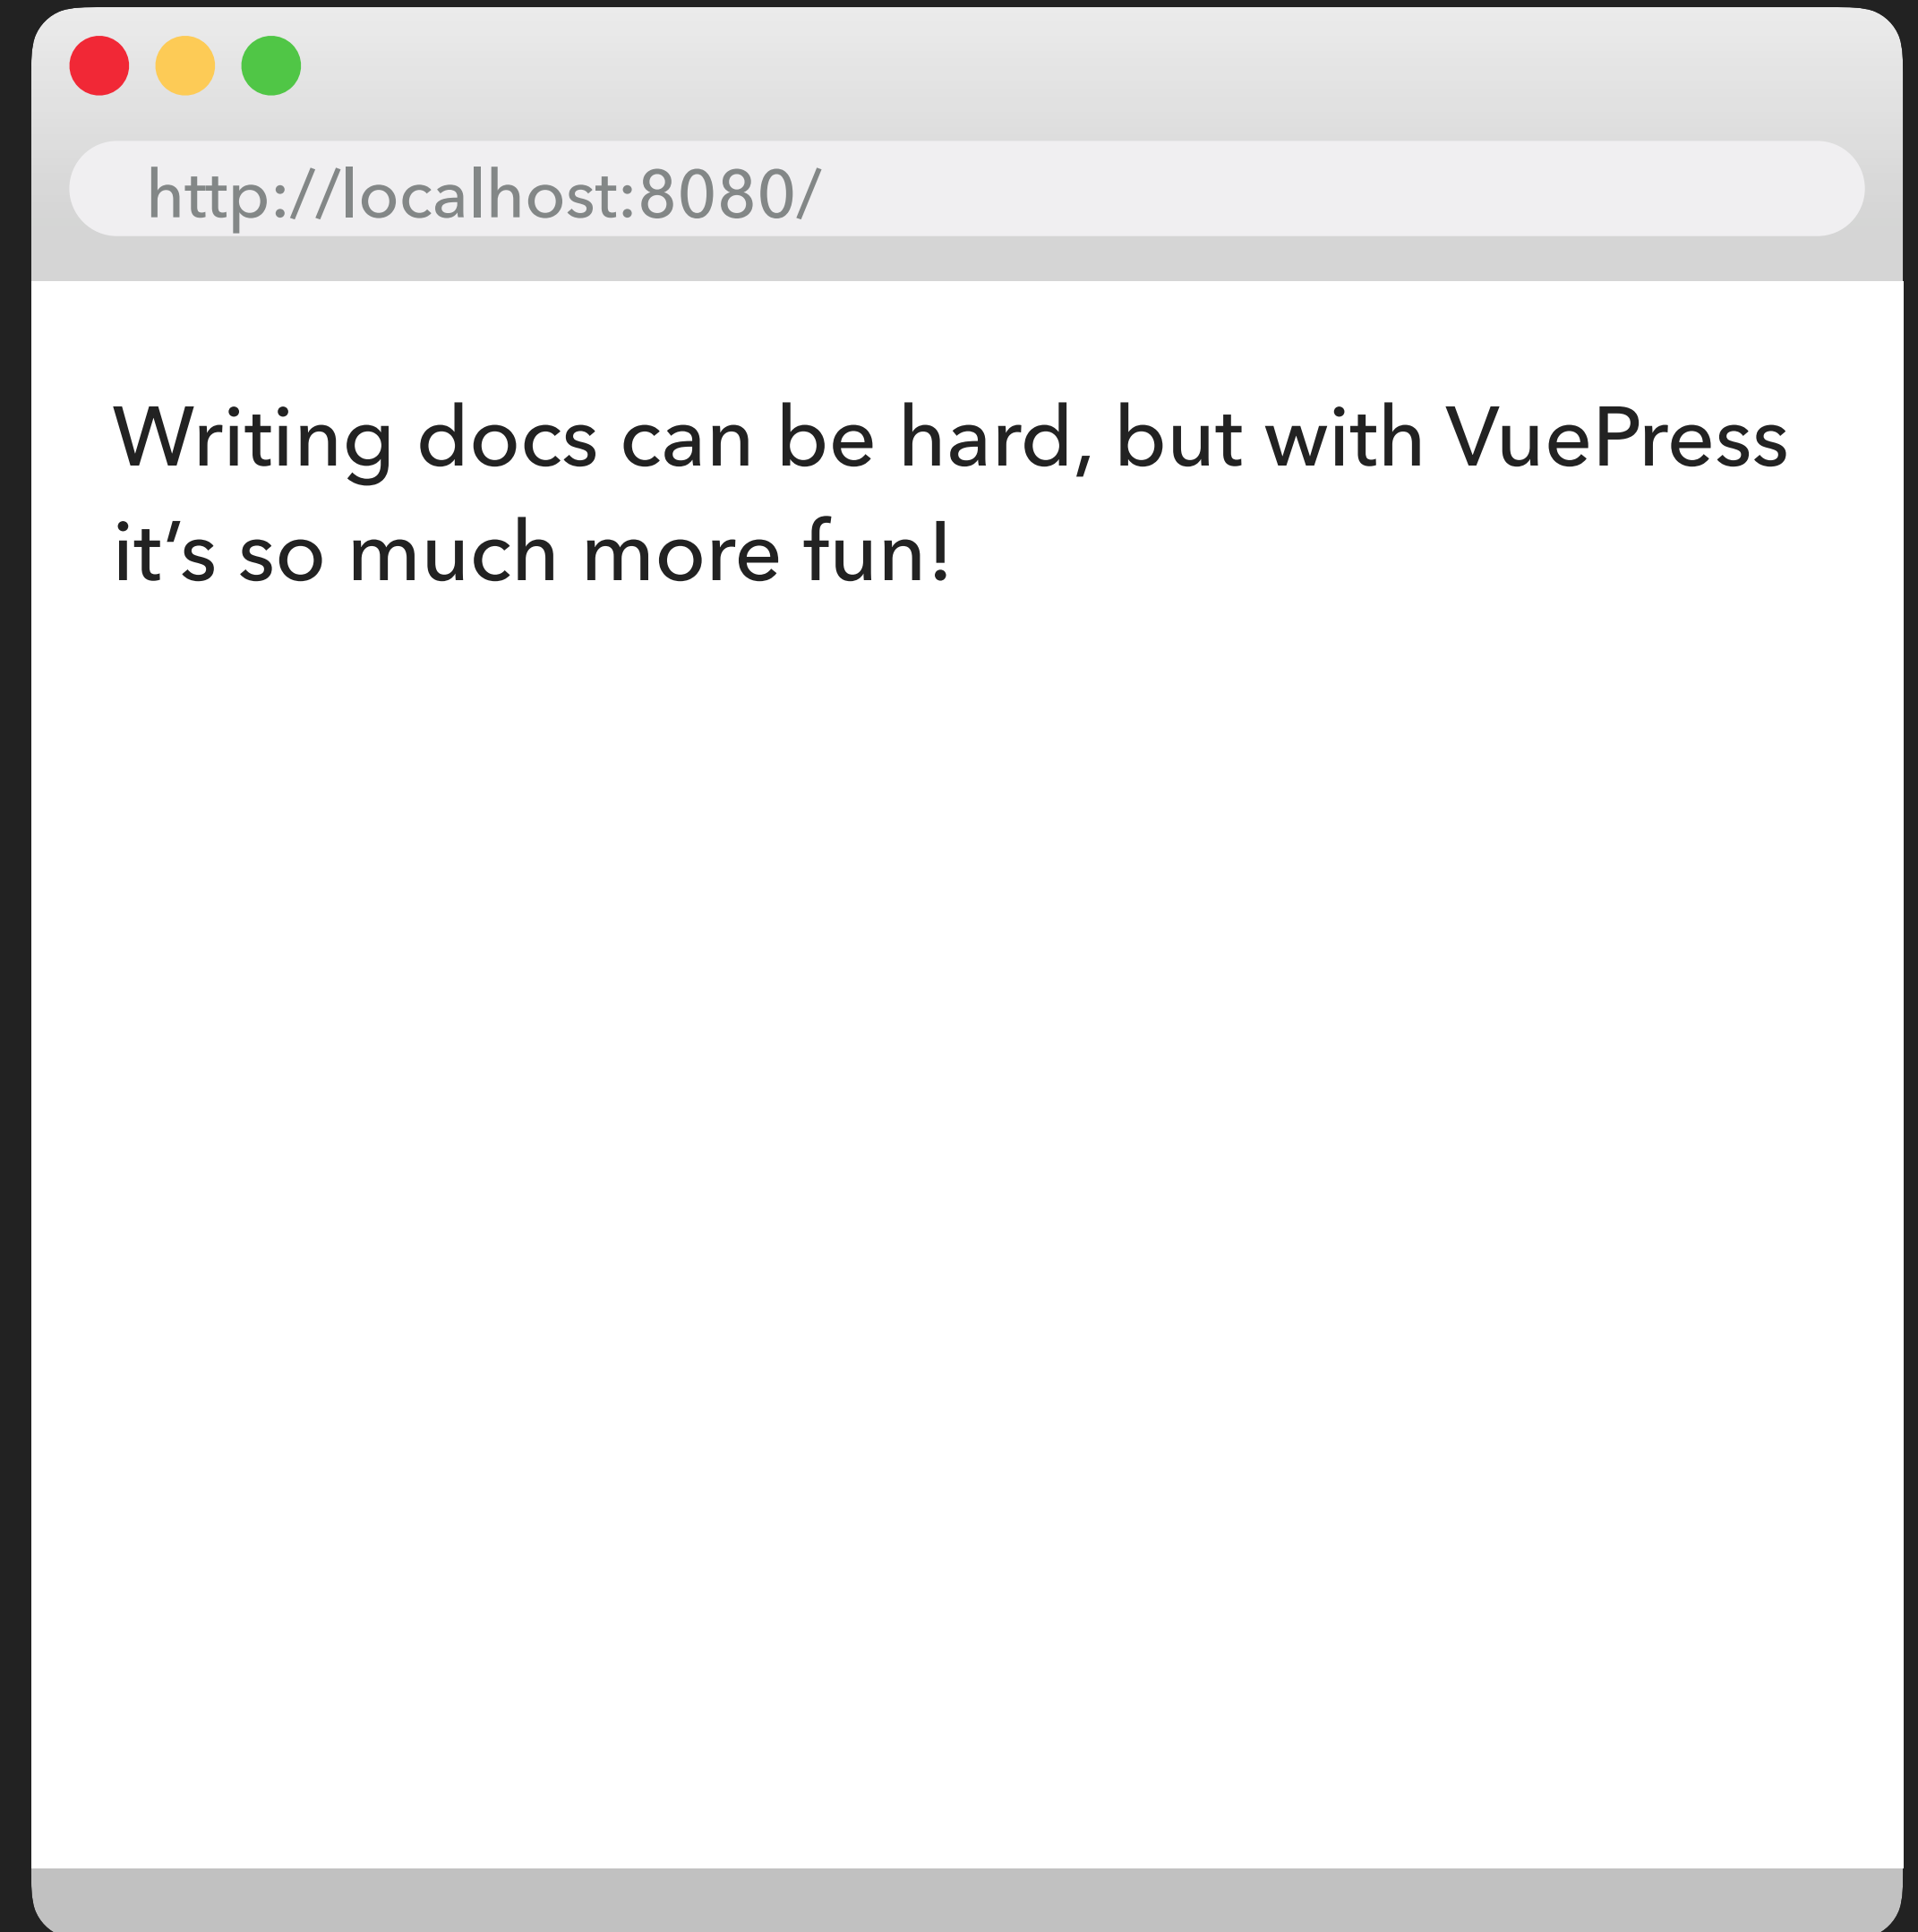 http://localhost:8080/
Writing docs can be hard, but with VuePress
it‘s so much more fun!